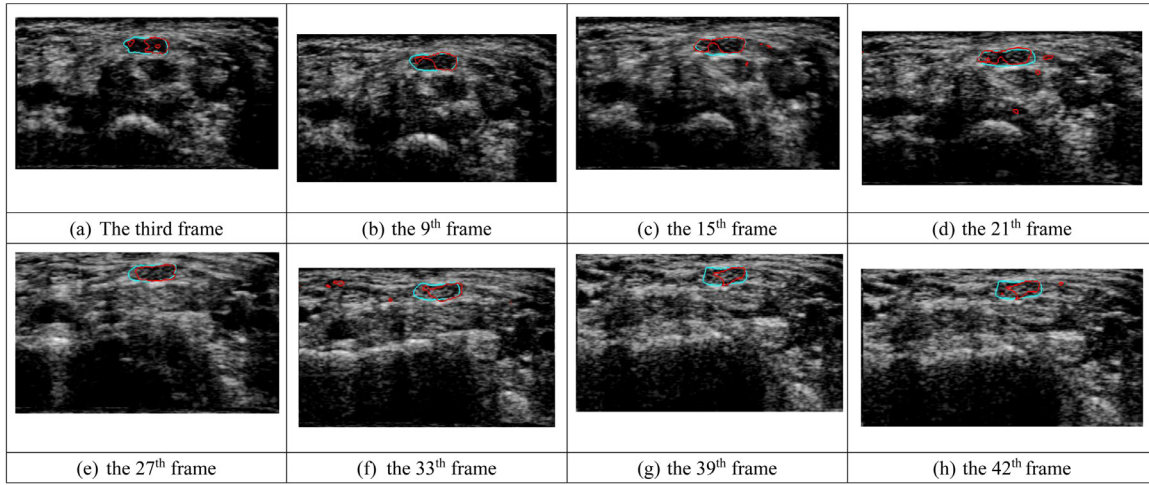 (a) The third frame
(b) the 9th frame
(c) the 15th frame
(d) the 21th frame
(e) the 27th frame
(f) the 33th frame
(g) the 39th frame
(h) the 42th frame